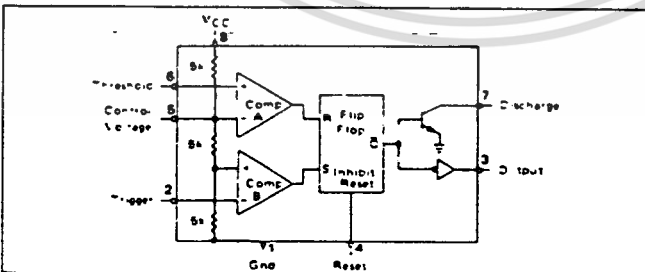 VCC
8
5k
Threshold 6
Control Voltage 5
+
Comp A
-
5k
+
Comp B
-
Trigger 2
5k
R
Flip Flop
Q
S
Inhibit Reset
7 Discharge
3 Output
1
Gnd
4
Reset